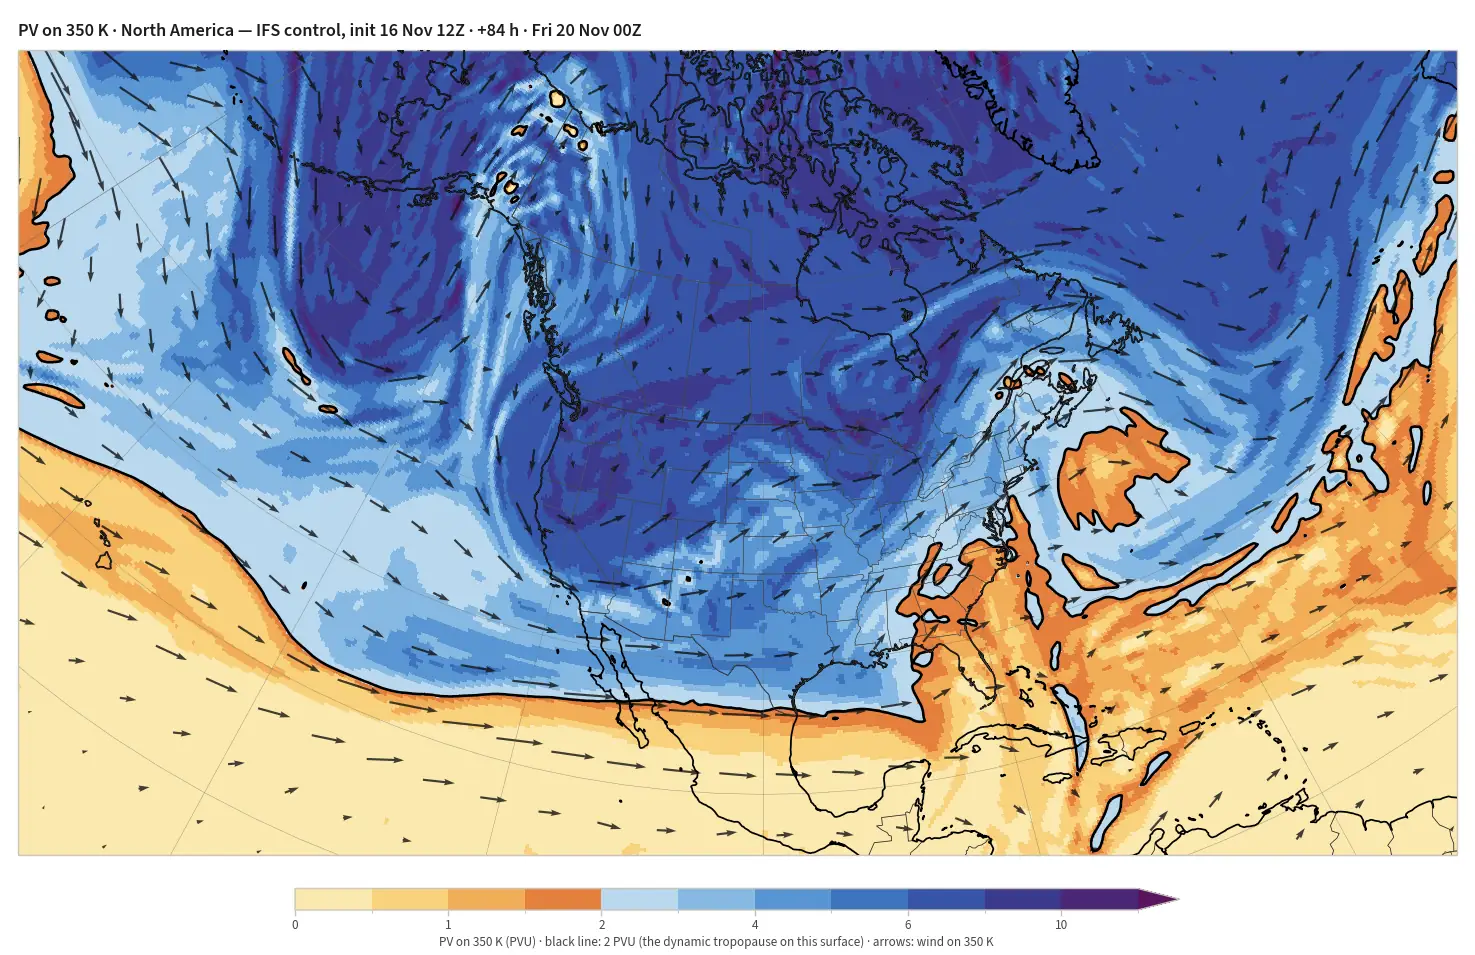 PV on 350 K · North America — IFS control, init 16 Nov 12Z · +84 h · Fri 20 Nov 00Z
0 1 2 4 6 10
PV on 350 K (PVU) · black line: 2 PVU (the dynamic tropopause on this surface) · arrows: wind on 350 K